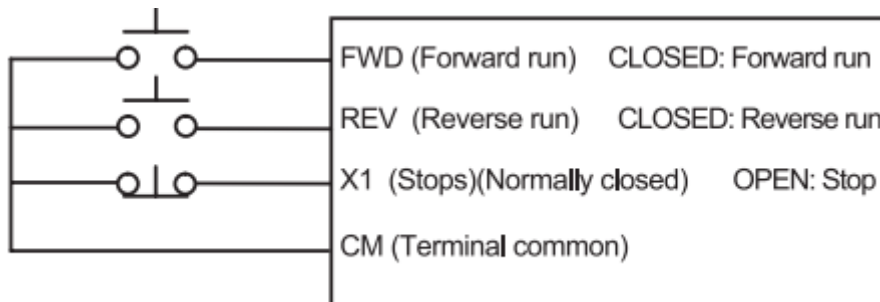 FWD (Forward run) CLOSED: Forward run
REV (Reverse run) CLOSED: Reverse run
X1 (Stops)(Normally closed) OPEN: Stop
CM (Terminal common)